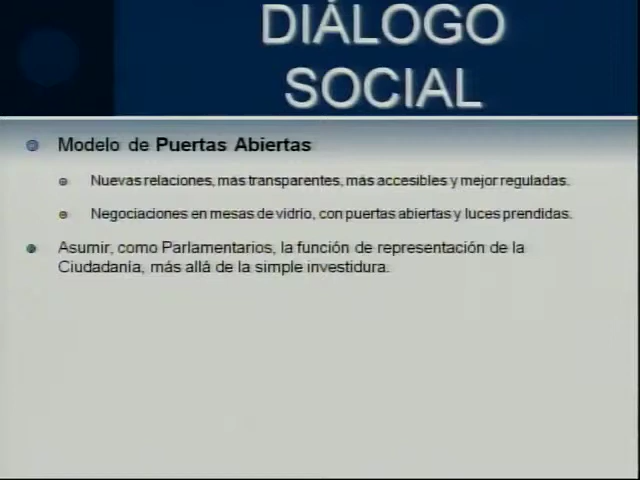 DIÁLOGO
SOCIAL
Modelo de Puertas Abiertas
Nuevas relaciones, más transparentes, más accesibles y mejor reguladas.
Negociaciones en mesas de vidrio, con puertas abiertas y luces prendidas.
Asumir, como Parlamentarios, la función de representación de la
Ciudadanía, más allá de la simple investidura.